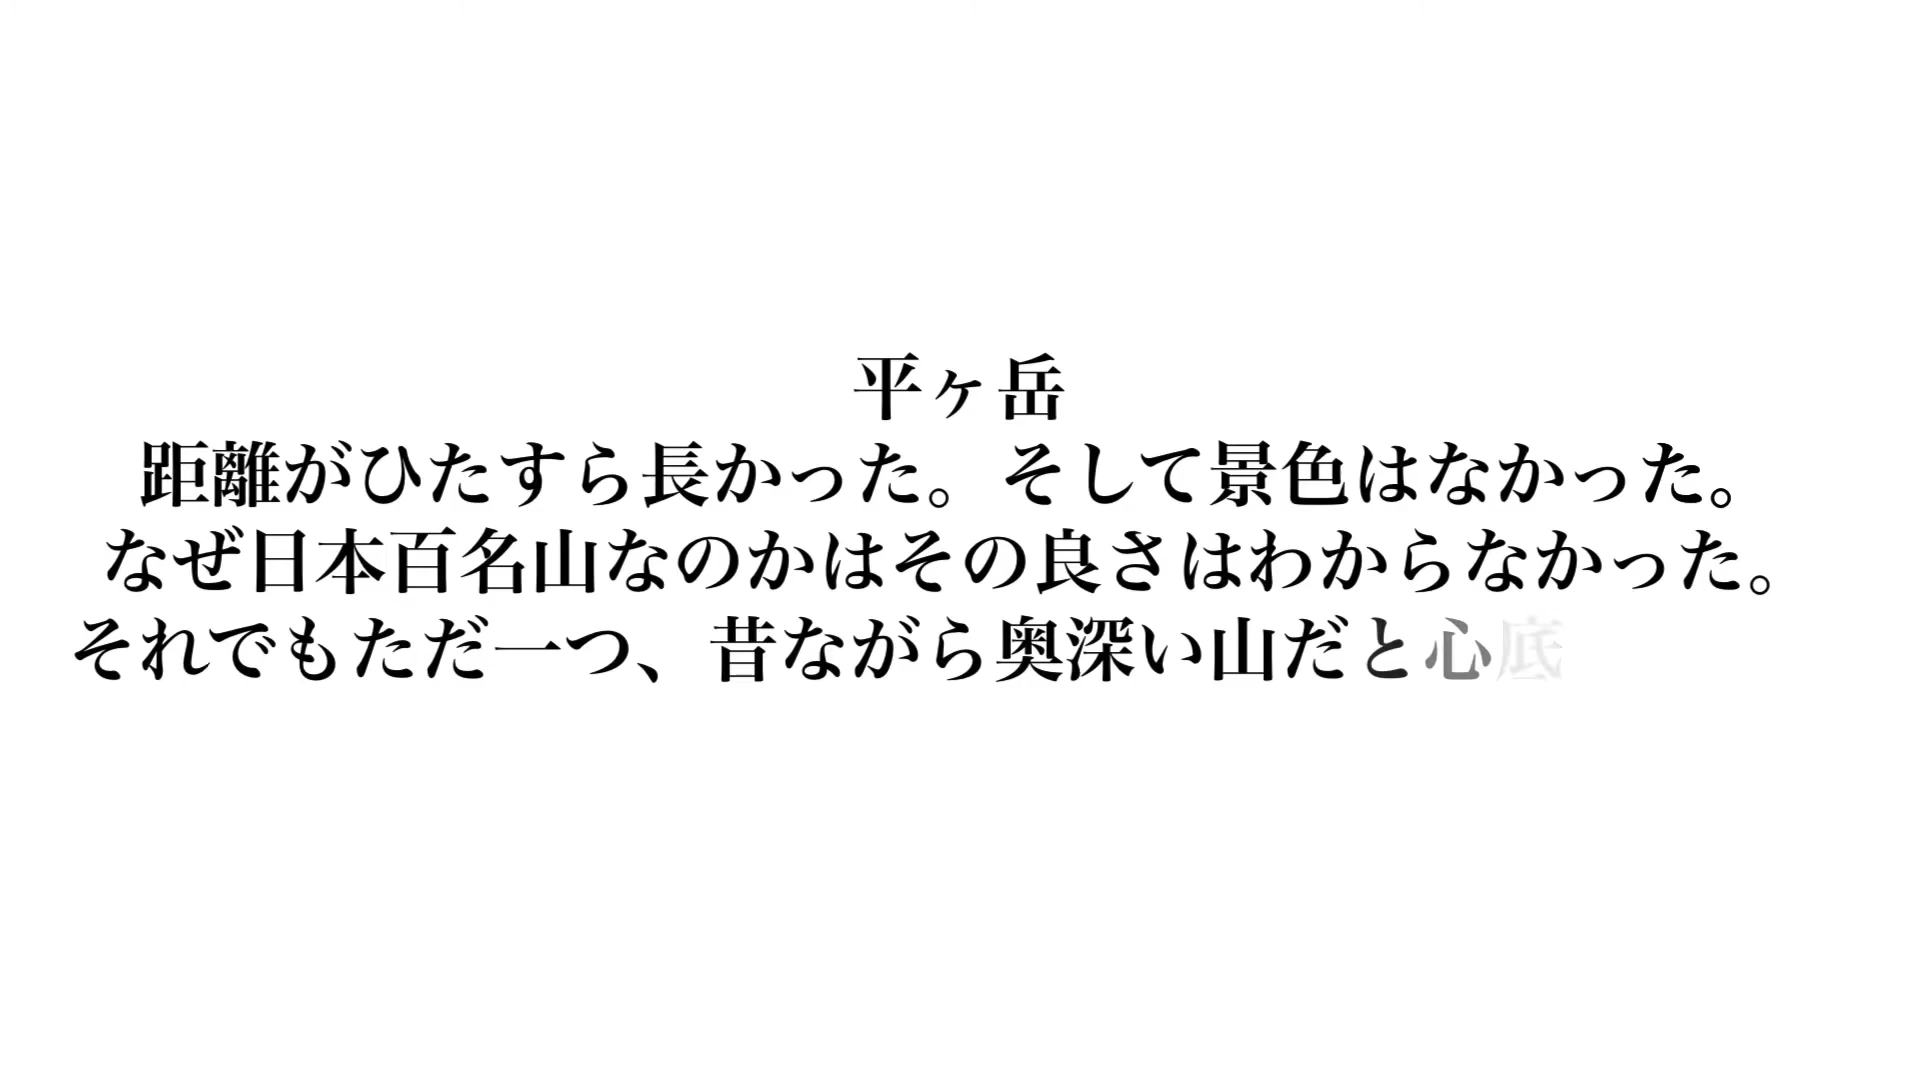 平ヶ岳
距離がひたすら長かった。そして景色はなかった。
なぜ日本百名山なのかはその良さはわからなかった。
それでもただ一つ、昔ながら奥深い山だと心底